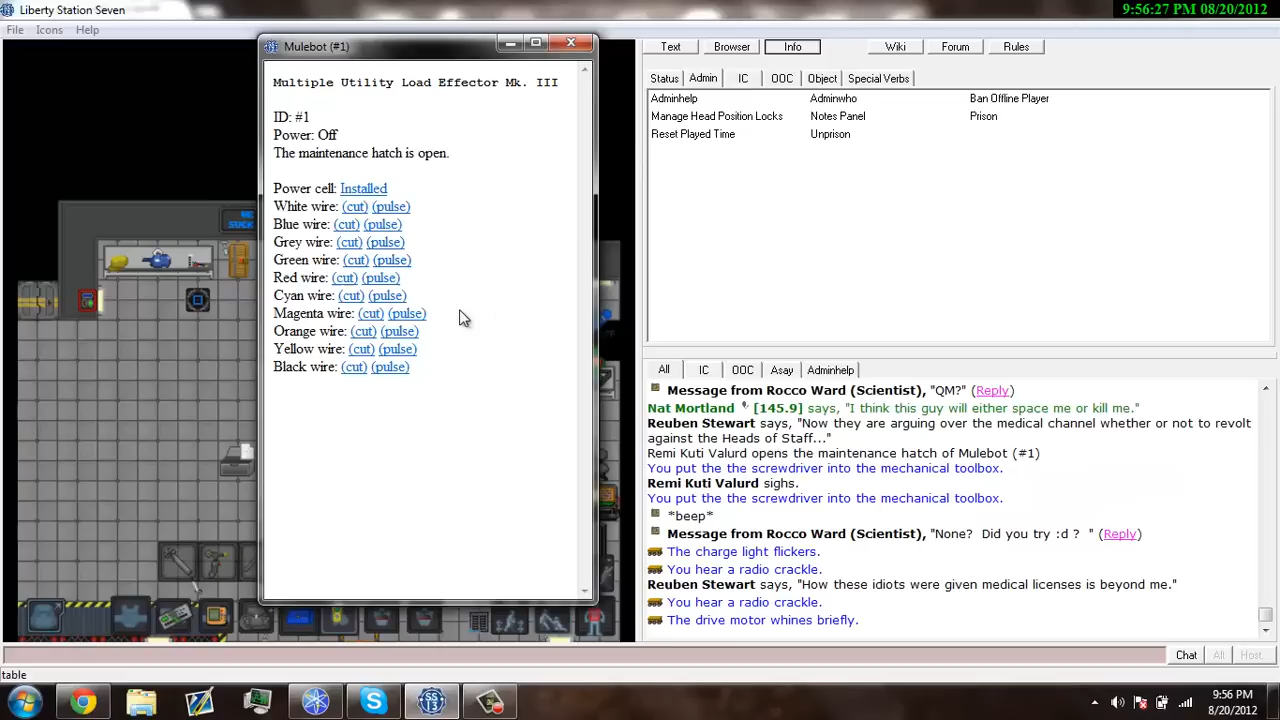 Liberty Station Seven
9:56:27 PM 08/20/2012
File Icons Help
Mulebot (#1)
Multiple Utility Load Effector Mk. III
ID: #1
Power: Off
The maintenance hatch is open.
Power cell: Installed
White wire: (cut) (pulse)
Blue wire: (cut) (pulse)
Grey wire: (cut) (pulse)
Green wire: (cut) (pulse)
Red wire: (cut) (pulse)
Cyan wire: (cut) (pulse)
Magenta wire: (cut) (pulse)
Orange wire: (cut) (pulse)
Yellow wire: (cut) (pulse)
Black wire: (cut) (pulse)
WE
SUCK
Text Browser Info Wiki Forum Rules
Status Admin IC OOC Object Special Verbs
Adminhelp Adminwho Ban Offline Player
Manage Head Position Locks Notes Panel Prison
Reset Played Time Unprison
All IC OOC Asay Adminhelp
Message from Rocco Ward (Scientist), "QM?" (Reply)
Nat Mortland [145.9] says, "I think this guy will either space me or kill me."
Reuben Stewart says, "Now they are arguing over the medical channel whether or not to revolt
against the Heads of Staff..."
Remi Kuti Valurd opens the maintenance hatch of Mulebot (#1)
You put the the screwdriver into the mechanical toolbox.
Remi Kuti Valurd sighs.
You put the the screwdriver into the mechanical toolbox.
*beep*
Message from Rocco Ward (Scientist), "None? Did you try :d ? " (Reply)
The charge light flickers.
You hear a radio crackle.
Reuben Stewart says, "How these idiots were given medical licenses is beyond me."
You hear a radio crackle.
The drive motor whines briefly.
Chat Alt Host
table
SS
13
9:56 PM
8/20/2012